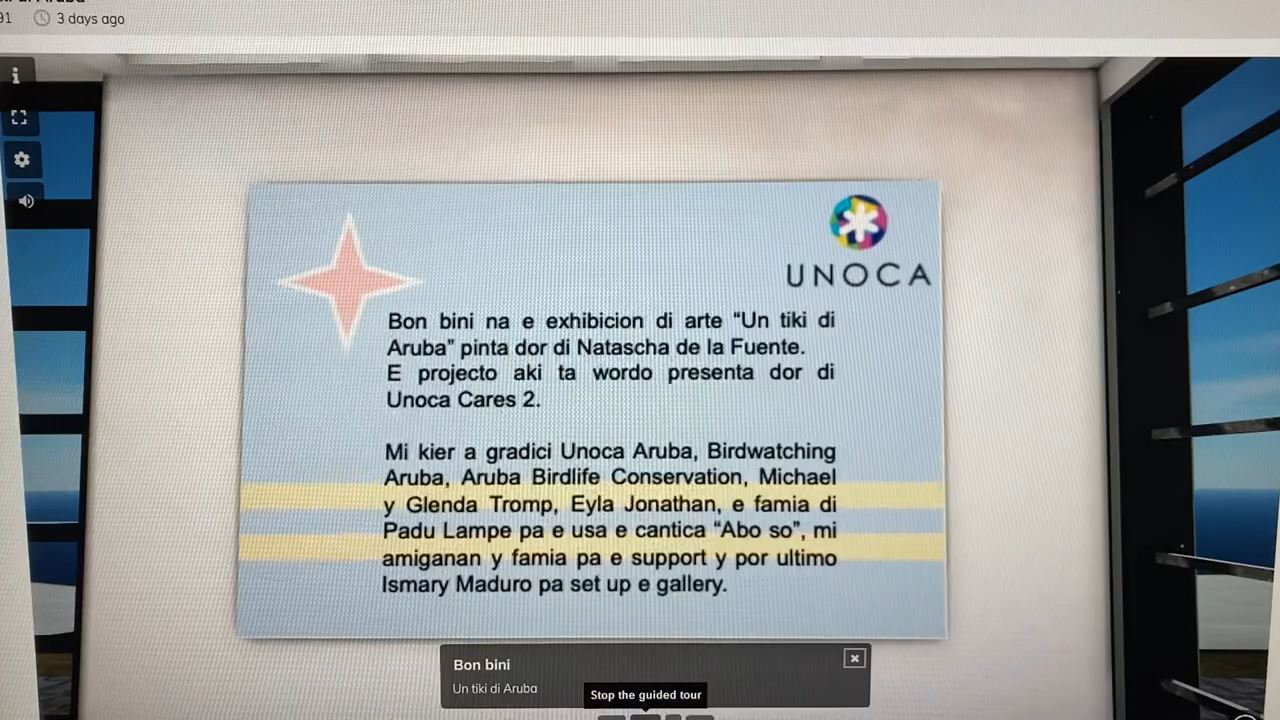 91 3 days ago
UNOCA
Bon bini na e exhibicion di arte “Un tiki di
Aruba” pinta dor di Natascha de la Fuente.
E projecto aki ta wordo presenta dor di
Unoca Cares 2.
Mi kier a gradici Unoca Aruba, Birdwatching
Aruba, Aruba Birdlife Conservation, Michael
y Glenda Tromp, Eyla Jonathan, e famia di
Padu Lampe pa e usa e cantica “Abo so”, mi
amiganan y famia pa e support y por ultimo
Ismary Maduro pa set up e gallery.
Bon bini
Un tiki di Aruba
Stop the guided tour